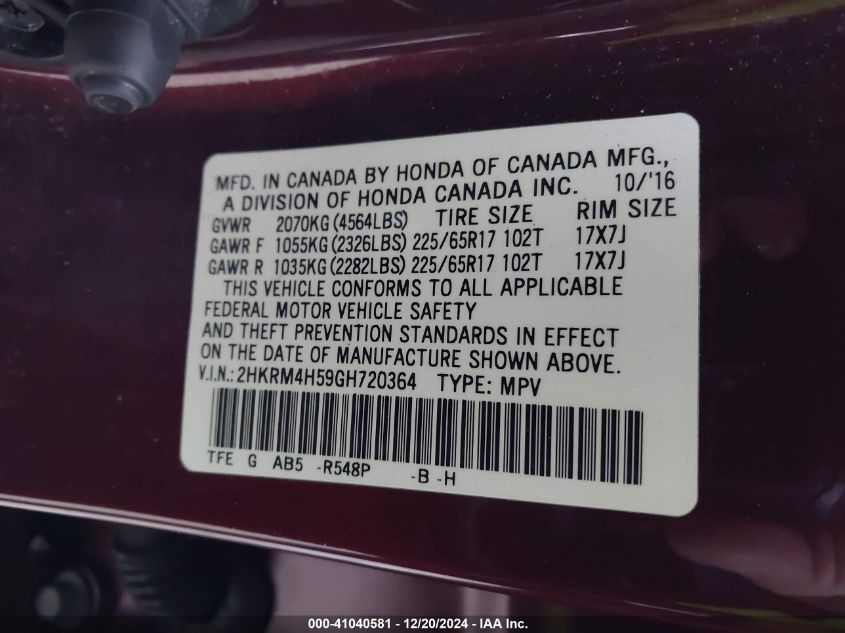 MFD. IN CANADA BY HONDA OF CANADA MFG.,
A DIVISION OF HONDA CANADA INC. 10/'16
GVWR 2070KG (4564LBS) TIRE SIZE RIM SIZE
GAWR F 1055KG (2326LBS) 225/65R17 102T 17X7J
GAWR R 1035KG (2282LBS) 225/65R17 102T 17X7J
THIS VEHICLE CONFORMS TO ALL APPLICABLE
FEDERAL MOTOR VEHICLE SAFETY
AND THEFT PREVENTION STANDARDS IN EFFECT
ON THE DATE OF MANUFACTURE SHOWN ABOVE.
V.I.N.: 2HKRM4H59GH720364 TYPE: MPV
TFE G AB5 -R548P -B -H
000-41040581 - 12/20/2024 - IAA Inc.